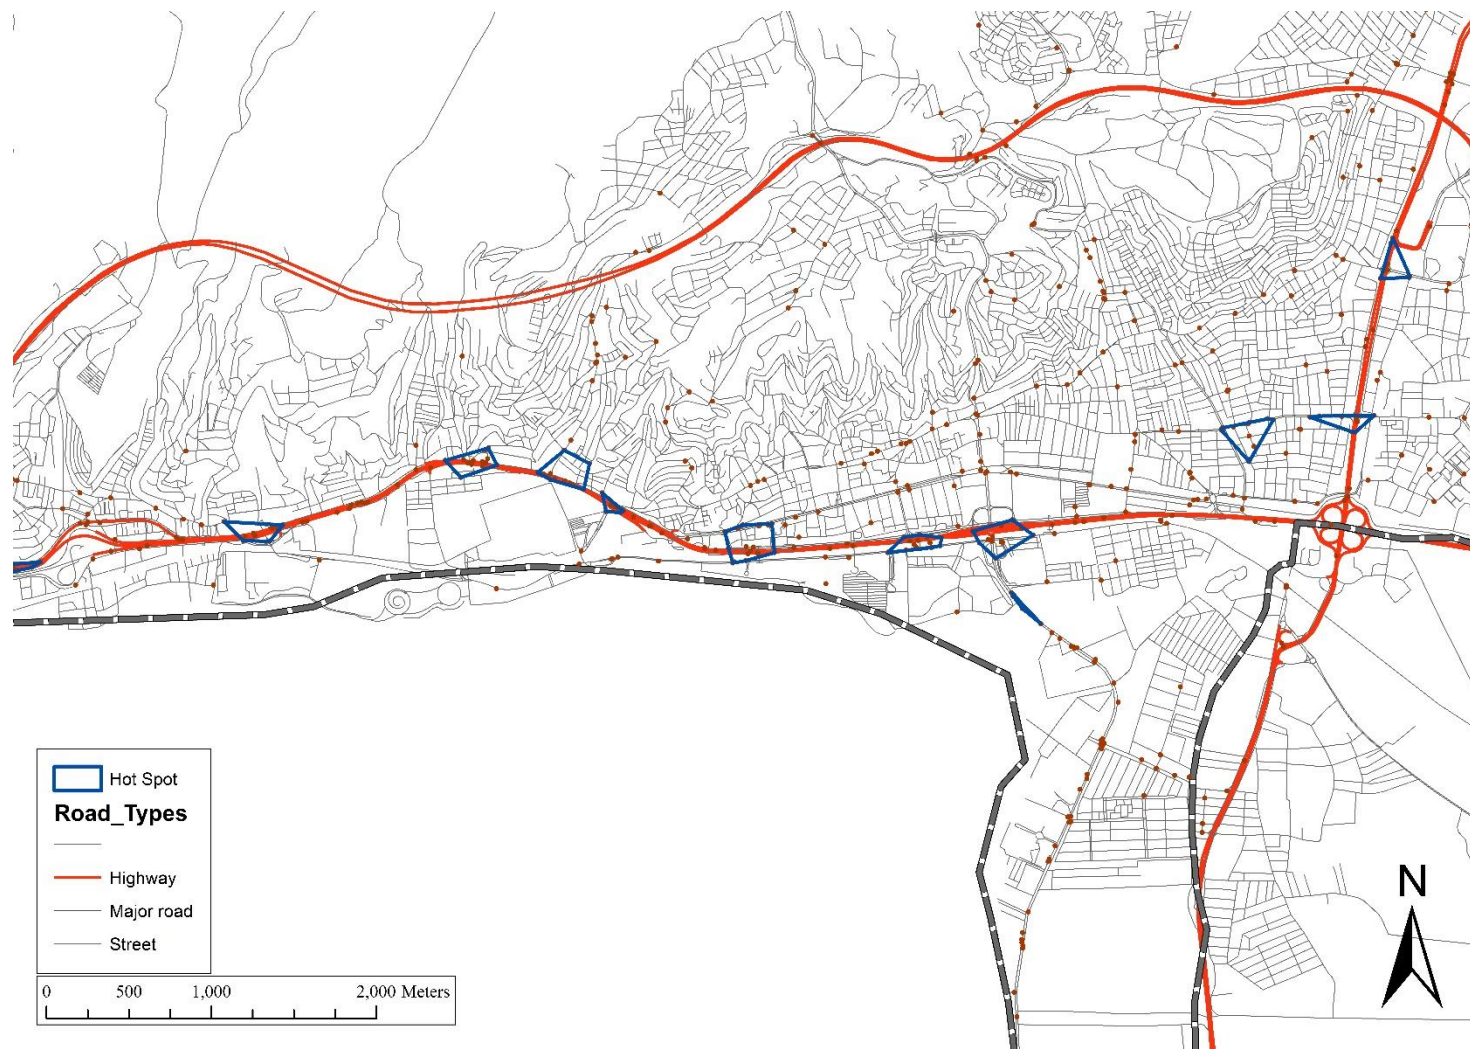 N
Hot Spot
Road_Types
Highway
Major road
Street
0 500 1,000 2,000 Meters